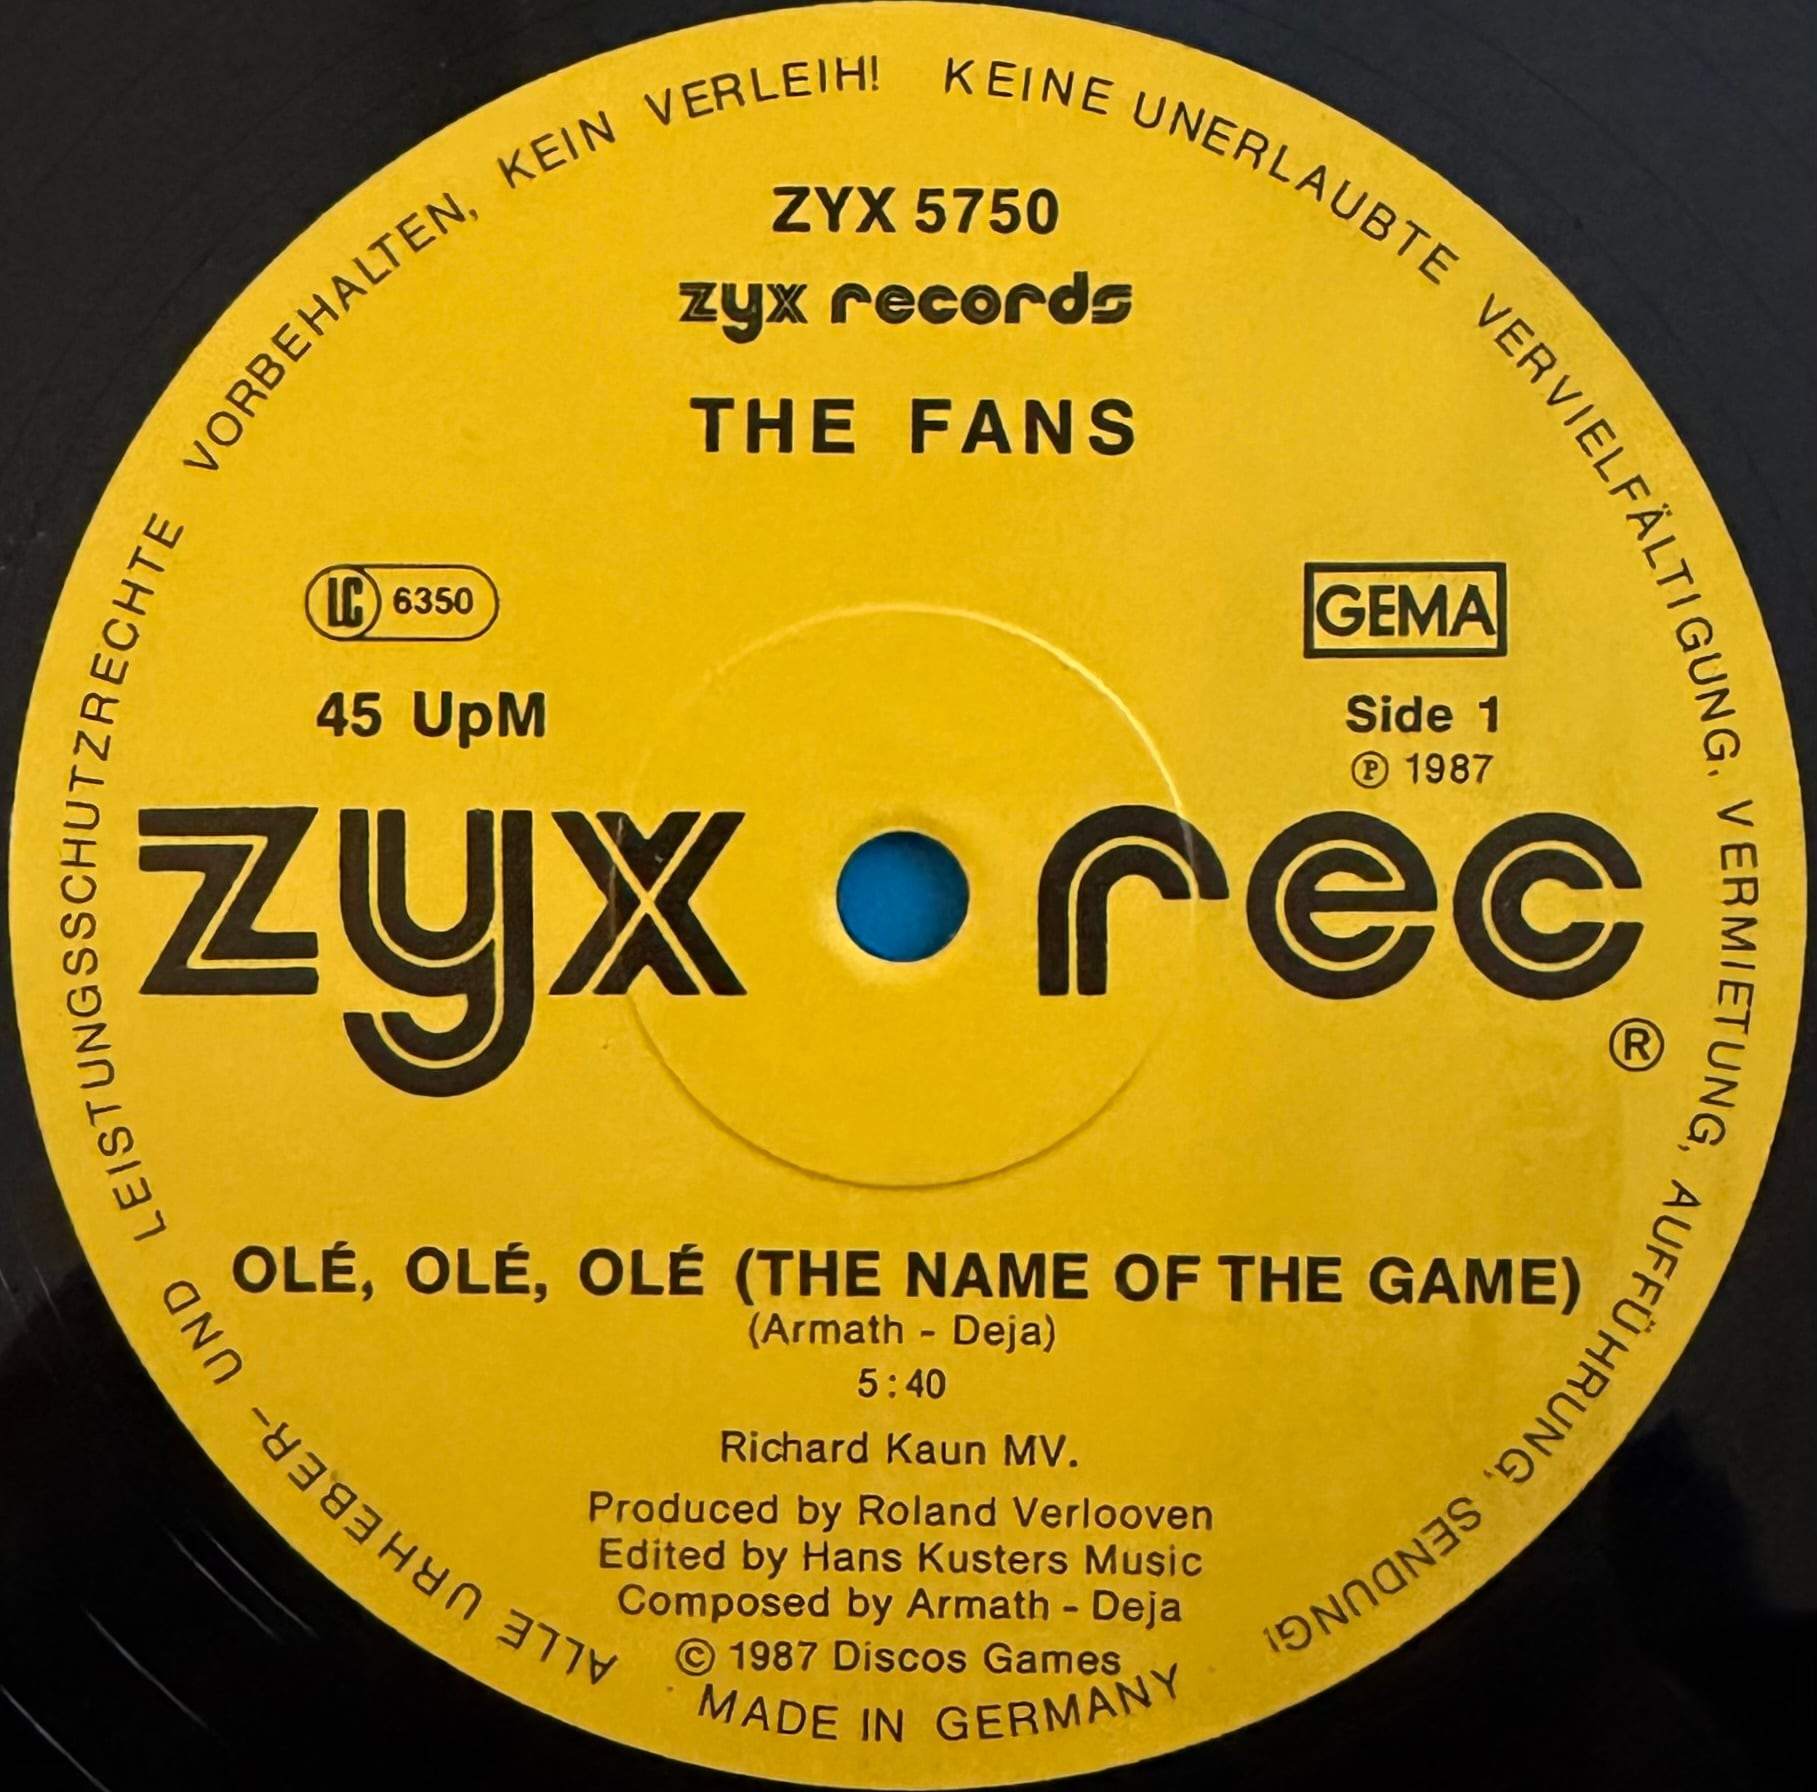 ALLE URHEBER- UND LEISTUNGSSCHUTZRECHTE VORBEHALTEN, KEIN VERLEIH! KEINE UNERLAUBTE VERVIELFÄLTIGUNG, VERMIETUNG, AUFFÜHRUNG, SENDUNG!
ZYX 5750
zyx records
THE FANS
LC 6350
GEMA
45 UpM
Side 1
℗ 1987
zyx rec
®
OLÉ, OLÉ, OLÉ (THE NAME OF THE GAME)
(Armath - Deja)
5:40
Richard Kaun MV.
Produced by Roland Verlooven
Edited by Hans Kusters Music
Composed by Armath - Deja
© 1987 Discos Games
MADE IN GERMANY